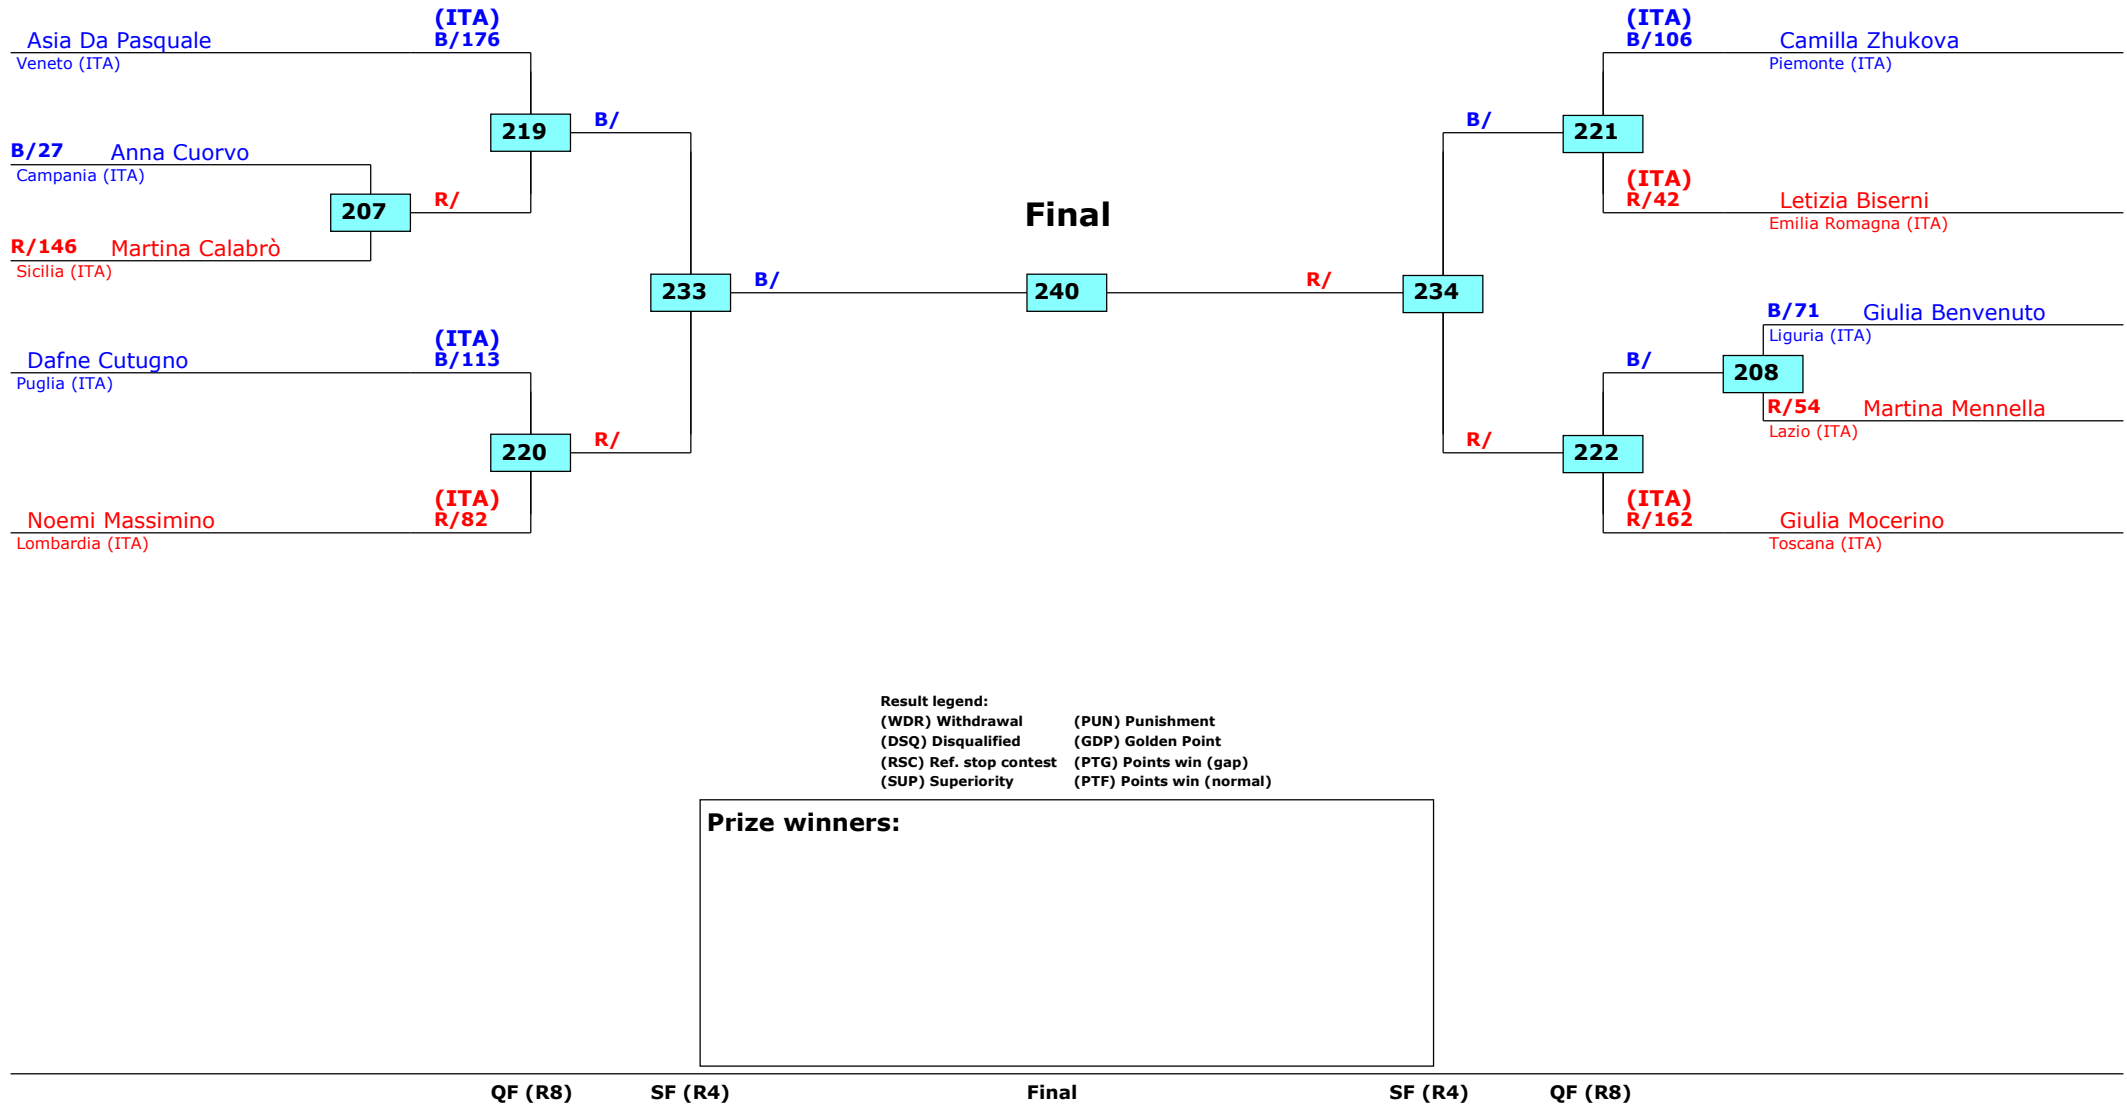 (ITA)
Asia Da Pasquale B/176
Veneto (ITA)
219 B/
B/27 Anna Cuorvo
Campania (ITA)
207 R/
R/146 Martina Calabrò
Sicilia (ITA)
233 B/
(ITA)
Dafne Cutugno B/113
Puglia (ITA)
220 R/
(ITA)
Noemi Massimino R/82
Lombardia (ITA)
Final
240
(ITA)
B/106 Camilla Zhukova
Piemonte (ITA)
B/ 221
(ITA)
R/42 Letizia Biserni
Emilia Romagna (ITA)
R/ 234
B/71 Giulia Benvenuto
Liguria (ITA)
B/ 208
R/54 Martina Mennella
Lazio (ITA)
R/ 222
(ITA)
R/162 Giulia Mocerino
Toscana (ITA)
Result legend:
(WDR) Withdrawal (PUN) Punishment
(DSQ) Disqualified (GDP) Golden Point
(RSC) Ref. stop contest (PTG) Points win (gap)
(SUP) Superiority (PTF) Points win (normal)
Prize winners:
QF (R8) SF (R4) Final SF (R4) QF (R8)